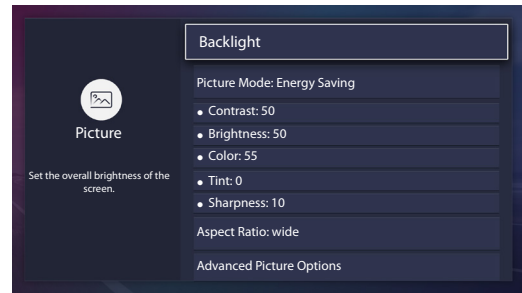 Picture
Set the overall brightness of the
screen.
Backlight
Picture Mode: Energy Saving
• Contrast: 50
• Brightness: 50
• Color: 55
• Tint: 0
• Sharpness: 10
Aspect Ratio: wide
Advanced Picture Options